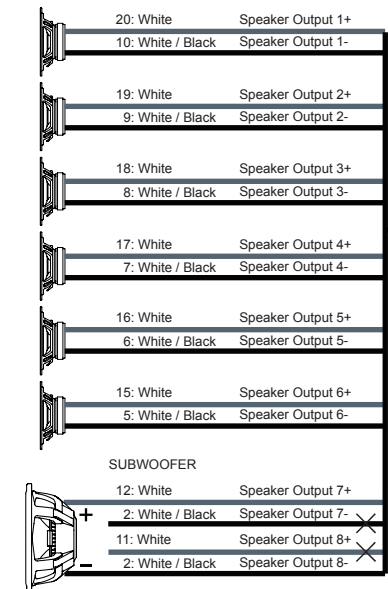 20: White Speaker Output 1+
10: White / Black Speaker Output 1-
19: White Speaker Output 2+
9: White / Black Speaker Output 2-
18: White Speaker Output 3+
8: White / Black Speaker Output 3-
17: White Speaker Output 4+
7: White / Black Speaker Output 4-
16: White Speaker Output 5+
6: White / Black Speaker Output 5-
15: White Speaker Output 6+
5: White / Black Speaker Output 6-
SUBWOOFER
12: White Speaker Output 7+
+ 2: White / Black Speaker Output 7-
11: White Speaker Output 8+
– 2: White / Black Speaker Output 8-